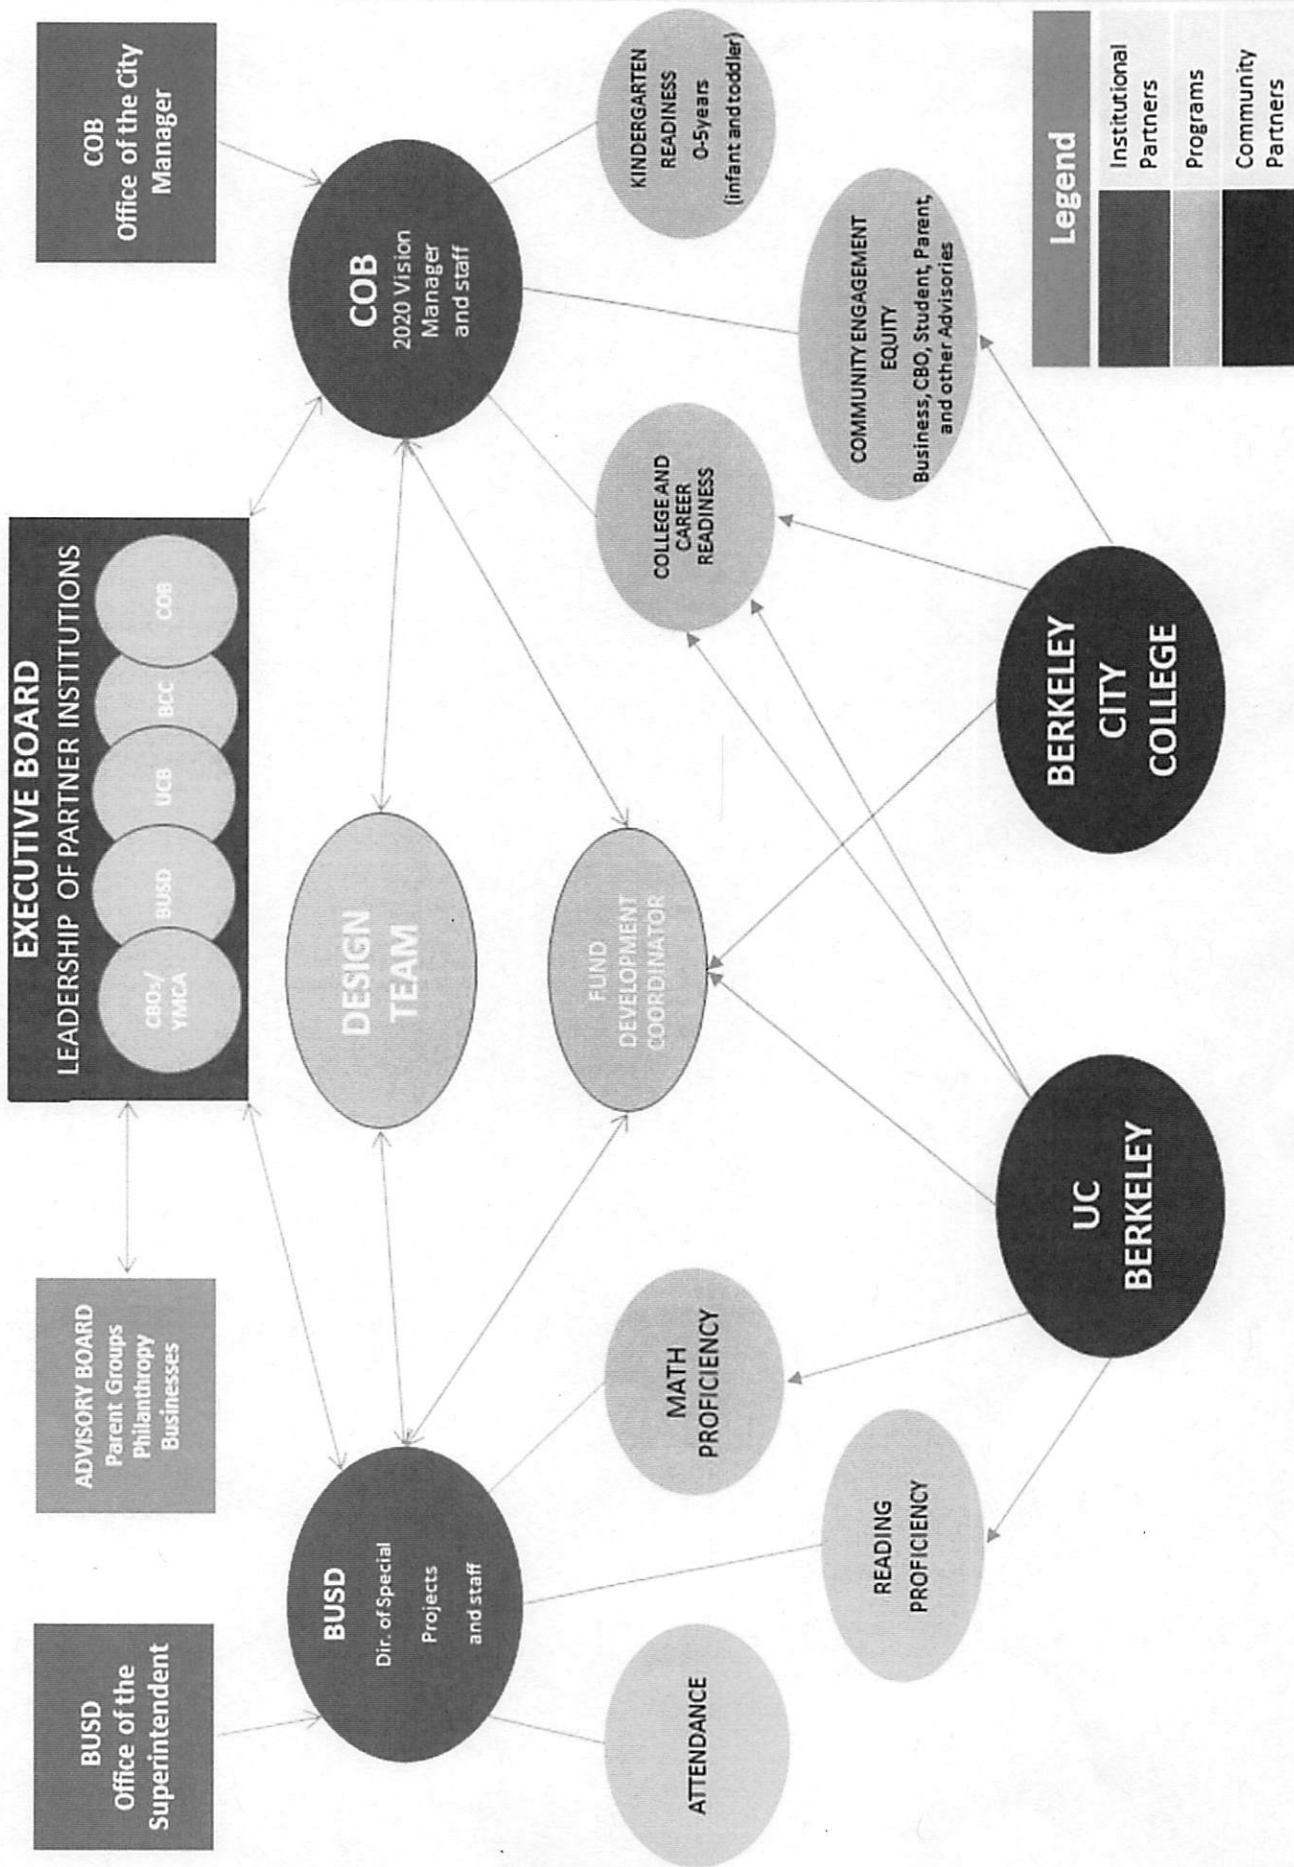 BUSD
Office of the
Superintendent
ADVISORY BOARD
Parent Groups
Philanthropy
Businesses
EXECUTIVE BOARD
LEADERSHIP OF PARTNER INSTITUTIONS
CBOs/
YMCA
BUSD
UCB
BCC
COB
COB
Office of the City
Manager
BUSD
Dir. of Special
Projects
and staff
DESIGN
TEAM
COB
2020 Vision
Manager
and staff
FUND
DEVELOPMENT
COORDINATOR
ATTENDANCE
READING
PROFICIENCY
MATH
PROFICIENCY
COLLEGE AND
CAREER
READINESS
COMMUNITY ENGAGEMENT
EQUITY
Business, CBO, Student, Parent,
and other Advisories
KINDERGARTEN
READINESS
0-5years
(infant and toddler)
UC
BERKELEY
BERKELEY
CITY
COLLEGE
Legend
Institutional
Partners
Programs
Community
Partners